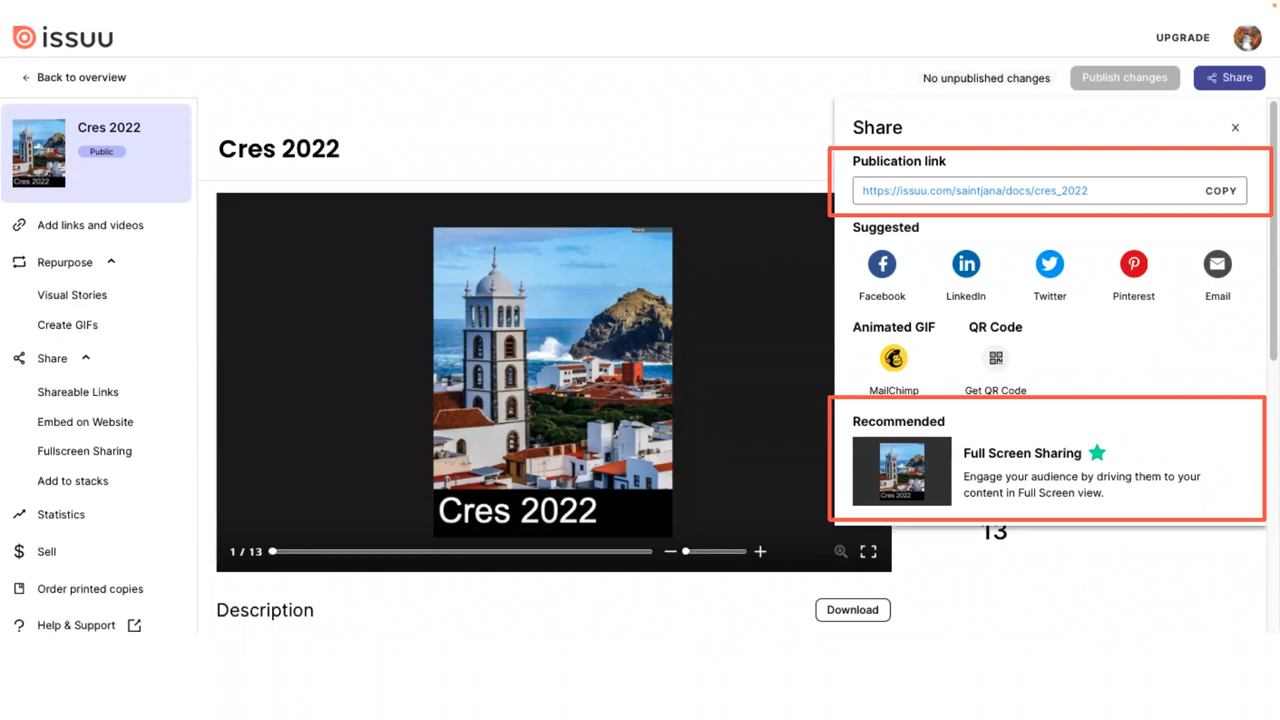 issuu
UPGRADE
← Back to overview
No unpublished changes
Publish changes
Share
Cres 2022
Public
Cres 2022
Add links and videos
Repurpose
Visual Stories
Create GIFs
Share
Shareable Links
Embed on Website
Fullscreen Sharing
Add to stacks
Statistics
$ Sell
Order printed copies
? Help & Support
Cres 2022
Cres 2022
1 / 13
Description
Download
Share
Publication link
https://issuu.com/saintjana/docs/cres_2022 COPY
Suggested
Facebook LinkedIn Twitter Pinterest Email
Animated GIF QR Code
MailChimp Get QR Code
Recommended
Cres 2022
Full Screen Sharing
Engage your audience by driving them to your
content in Full Screen view.
13